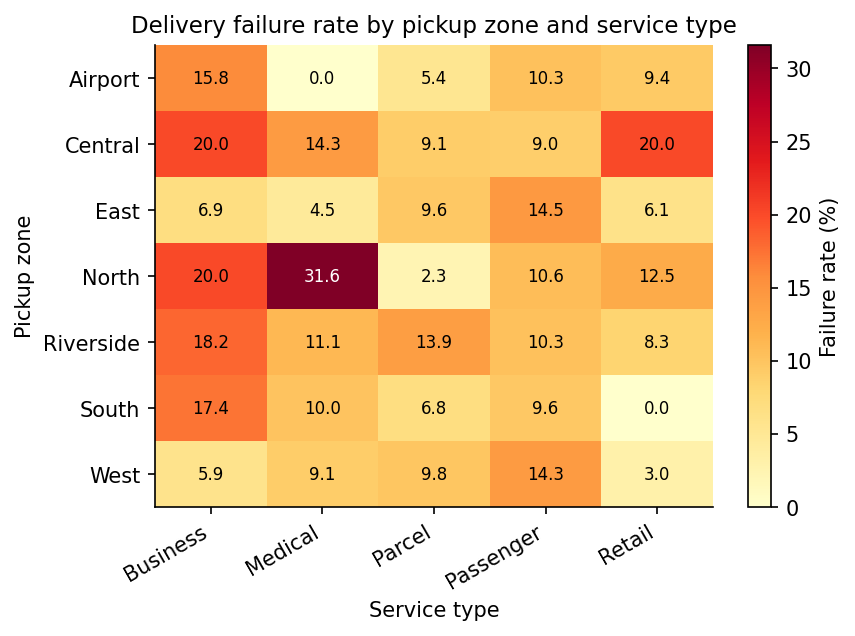 Delivery failure rate by pickup zone and service type
Pickup zone
Airport 15.8 0.0 5.4 10.3 9.4
Central 20.0 14.3 9.1 9.0 20.0
East 6.9 4.5 9.6 14.5 6.1
North 20.0 31.6 2.3 10.6 12.5
Riverside 18.2 11.1 13.9 10.3 8.3
South 17.4 10.0 6.8 9.6 0.0
West 5.9 9.1 9.8 14.3 3.0
Business Medical Parcel Passenger Retail
Service type
30
25
20
15
10
5
0
Failure rate (%)